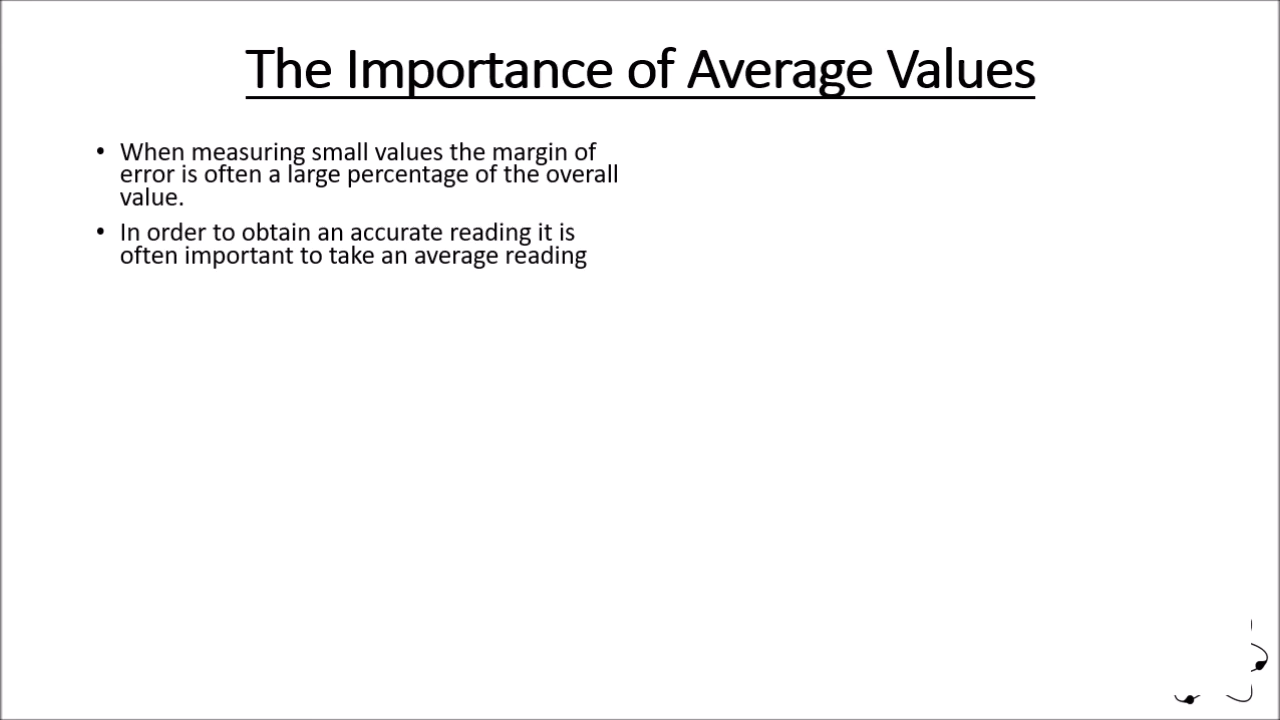 The Importance of Average Values
• When measuring small values the margin of
error is often a large percentage of the overall
value.
• In order to obtain an accurate reading it is
often important to take an average reading